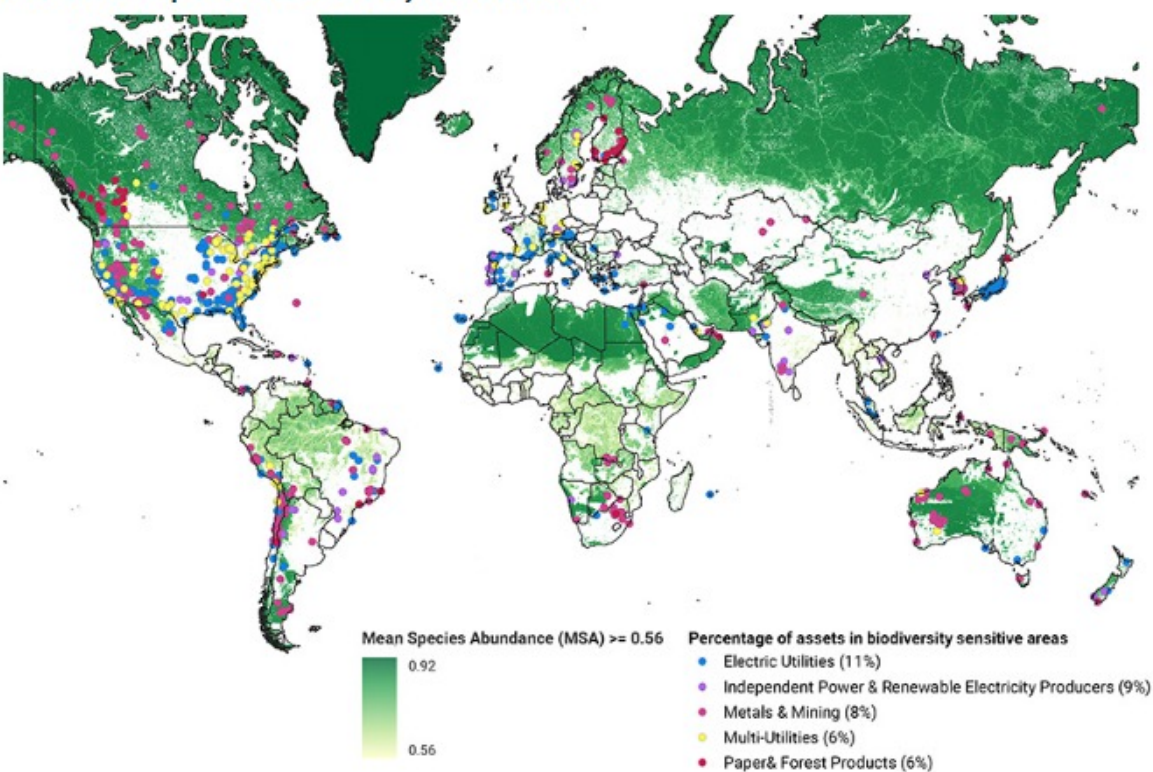 Mean Species Abundance (MSA) >= 0.56
0.92
0.56
Percentage of assets in biodiversity sensitive areas
Electric Utilities (11%)
Independent Power & Renewable Electricity Producers (9%)
Metals & Mining (8%)
Multi-Utilities (6%)
Paper& Forest Products (6%)